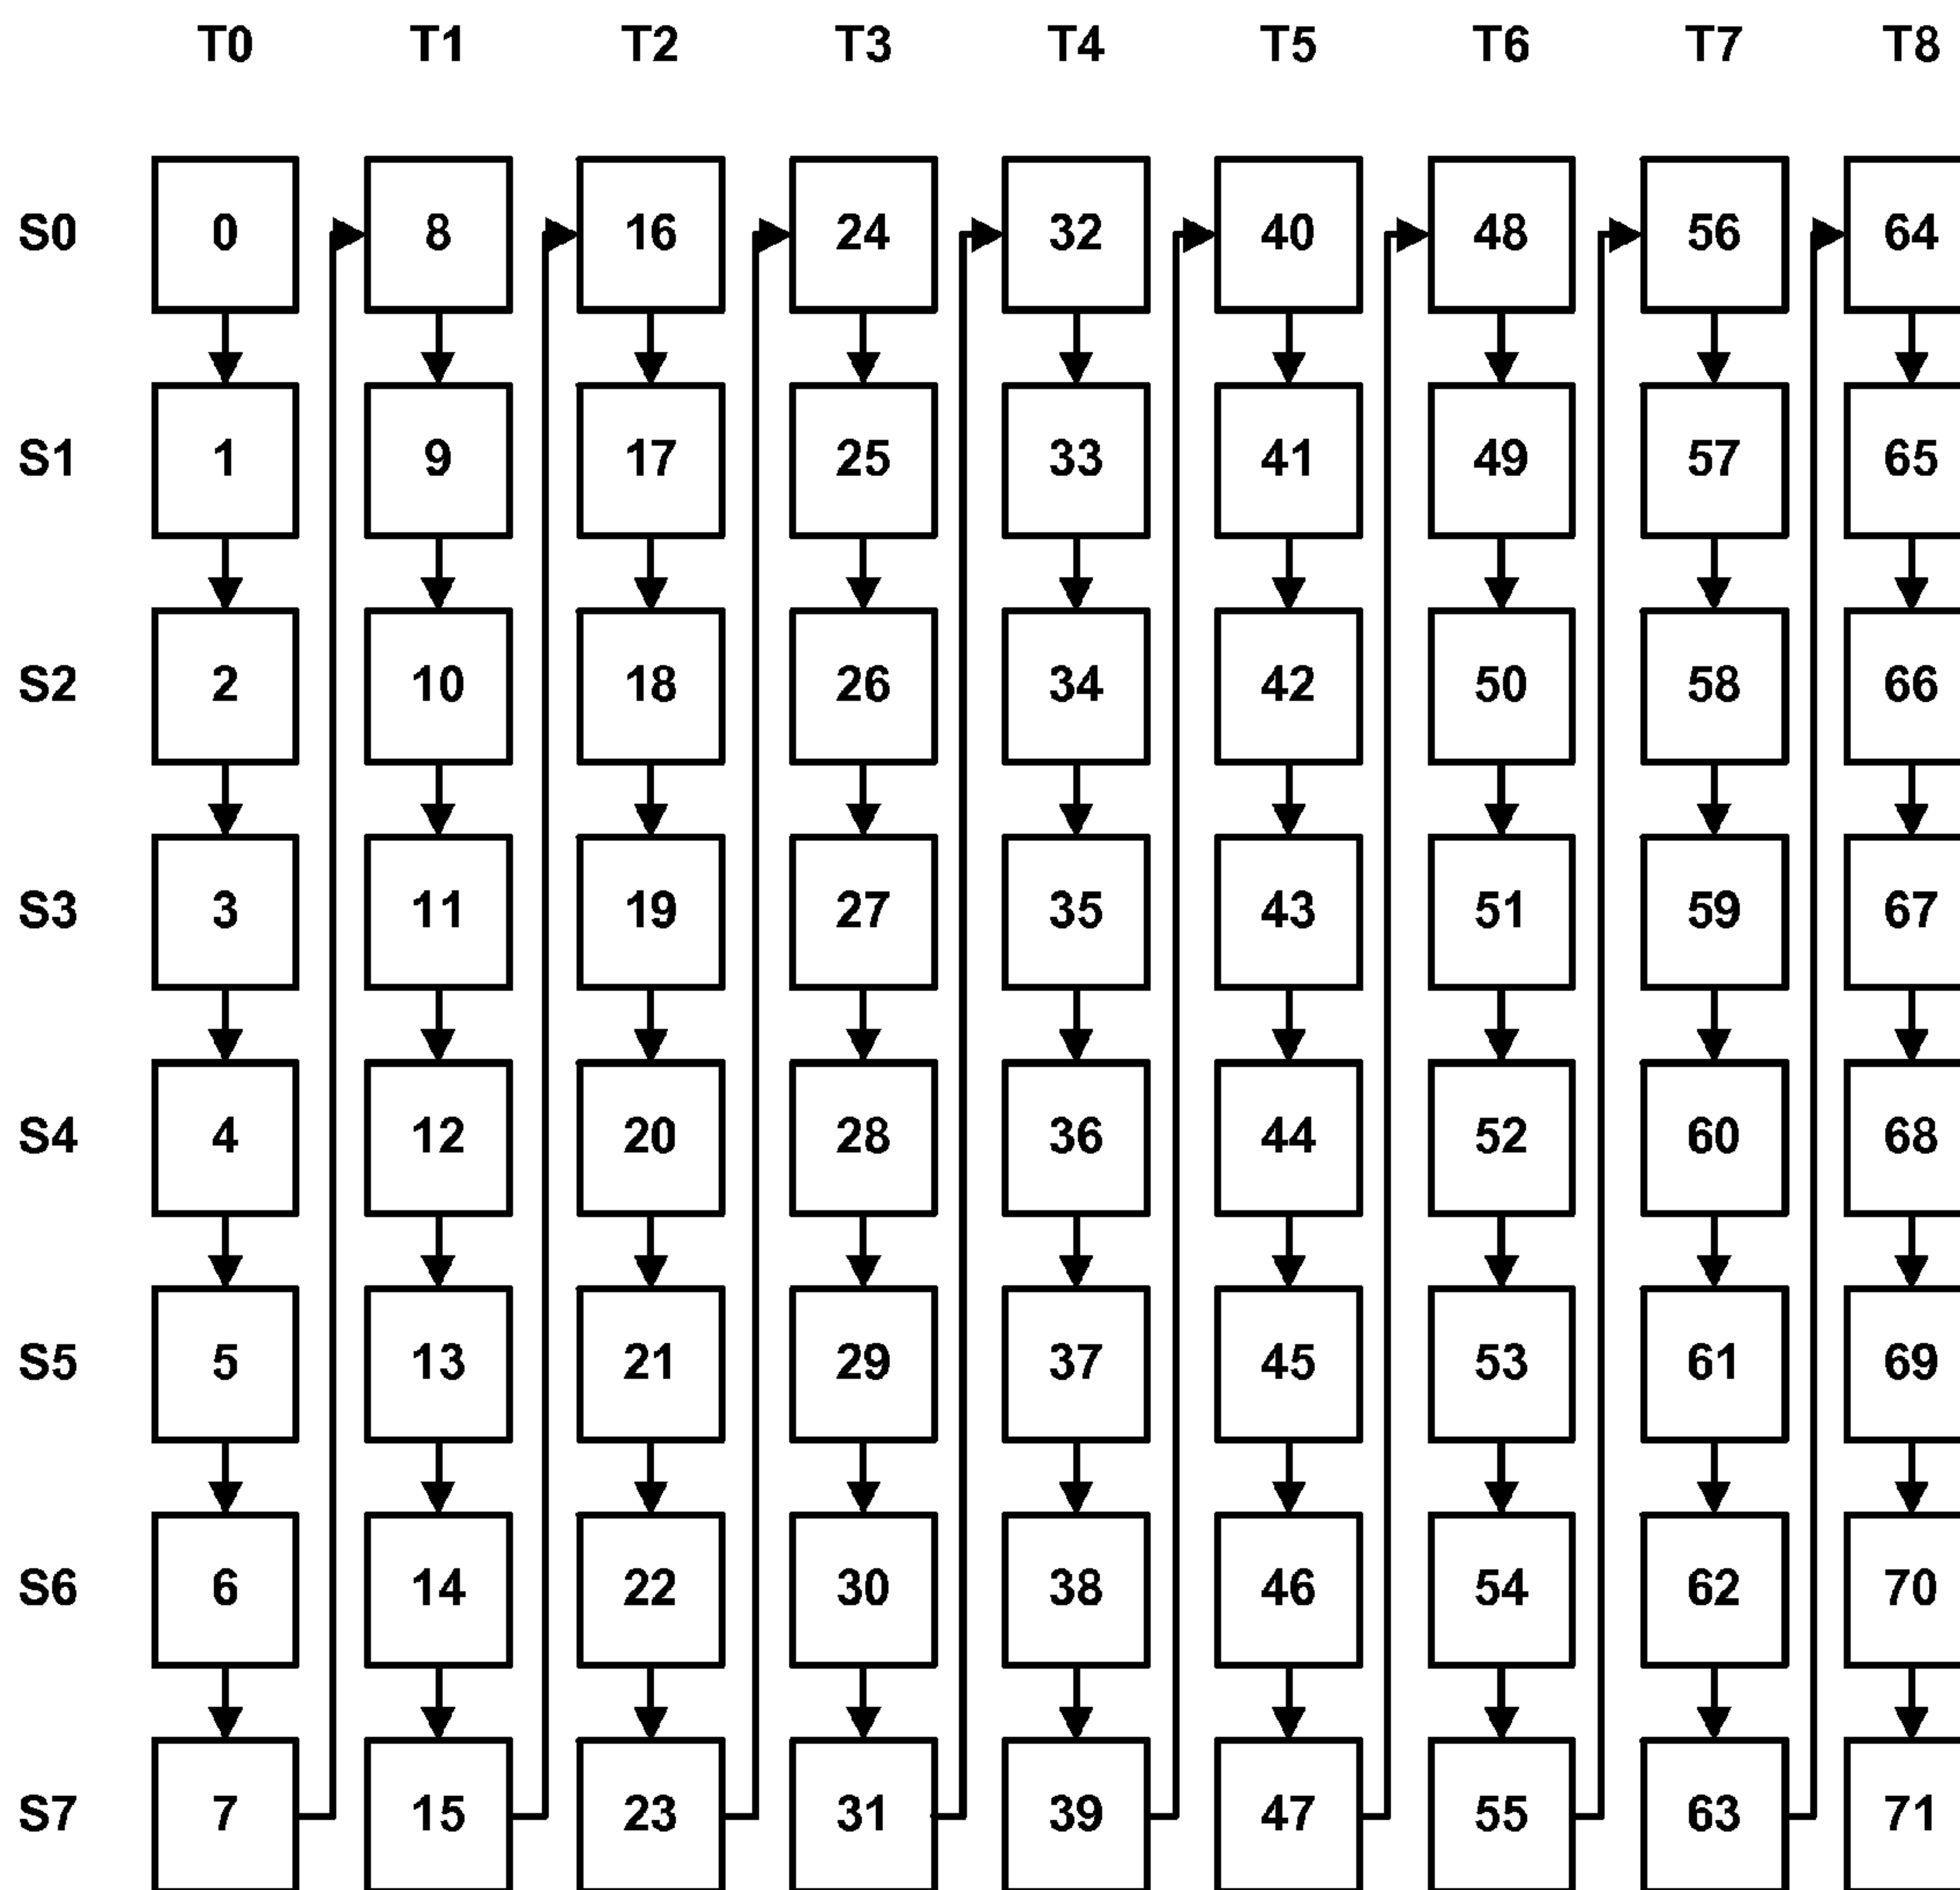 T0 T1 T2 T3 T4 T5 T6 T7 T8
S0 0 8 16 24 32 40 48 56 64
S1 1 9 17 25 33 41 49 57 65
S2 2 10 18 26 34 42 50 58 66
S3 3 11 19 27 35 43 51 59 67
S4 4 12 20 28 36 44 52 60 68
S5 5 13 21 29 37 45 53 61 69
S6 6 14 22 30 38 46 54 62 70
S7 7 15 23 31 39 47 55 63 71